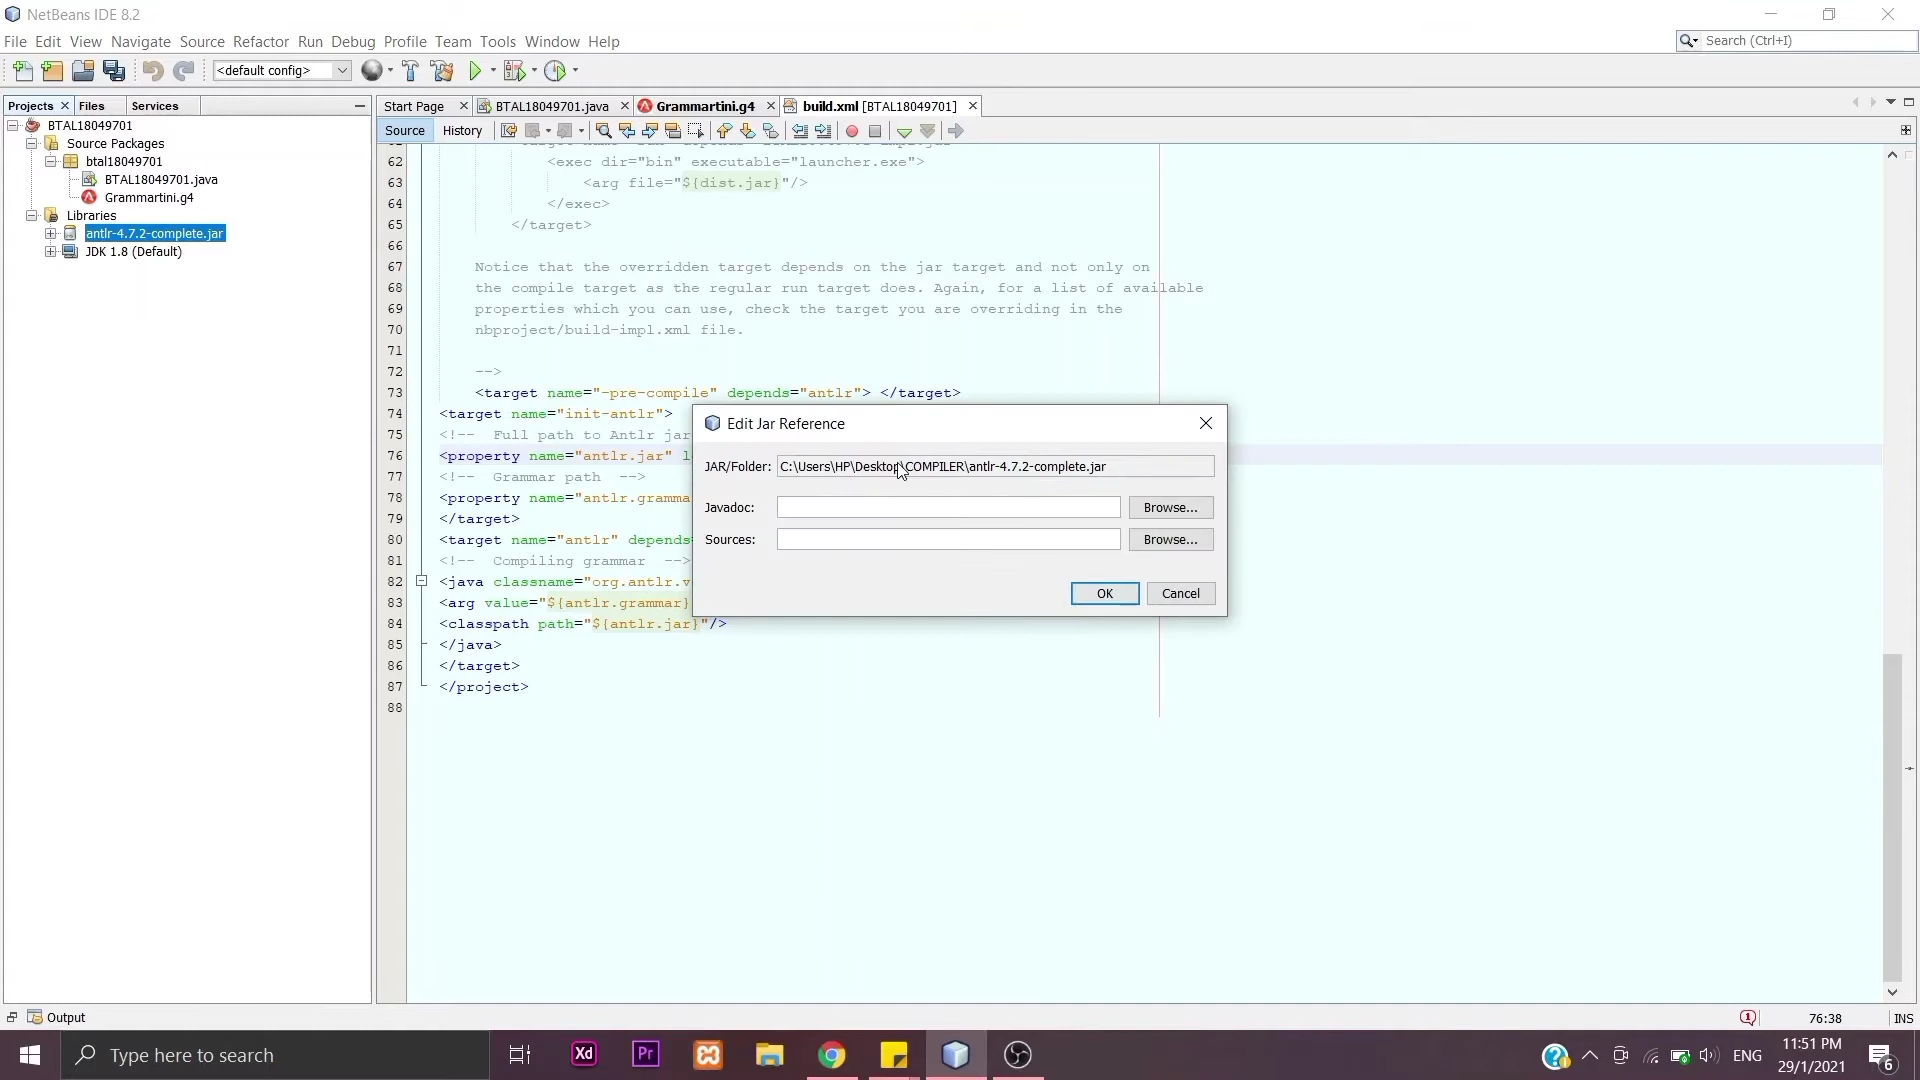 NetBeans IDE 8.2
File Edit View Navigate Source Refactor Run Debug Profile Team Tools Window Help
Search (Ctrl+I)
<default config>
Projects Files Services
Start Page BTAL18049701.java Grammartini.g4 build.xml [BTAL18049701]
Source History
BTAL18049701
Source Packages
btal18049701
BTAL18049701.java
Grammartini.g4
Libraries
antlr-4.7.2-complete.jar
JDK 1.8 (Default)
62 <exec dir="bin" executable="launcher.exe">
63 <arg file="${dist.jar}"/>
64 </exec>
65 </target>
66
67 Notice that the overridden target depends on the jar target and not only on
68 the compile target as the regular run target does. Again, for a list of available
69 properties which you can use, check the target you are overriding in the
70 nbproject/build-impl.xml file.
71
72 -->
73 <target name="-pre-compile" depends="antlr"> </target>
74 <target name="init-antlr">
75 <!-- Full path to Antlr jar
76 <property name="antlr.jar" l
77 <!-- Grammar path -->
78 <property name="antlr.gramma
79 </target>
80 <target name="antlr" depends=
81 <!-- Compiling grammar -->
82 <java classname="org.antlr.v
83 <arg value="${antlr.grammar}
84 <classpath path="${antlr.jar}"/>
85 </java>
86 </target>
87 </project>
88
Edit Jar Reference
JAR/Folder: C:\Users\HP\Desktop\COMPILER\antlr-4.7.2-complete.jar
Javadoc: Browse...
Sources: Browse...
OK Cancel
Output
1
76:38 INS
Type here to search
Xd
Pr
ENG
11:51 PM
29/1/2021
6